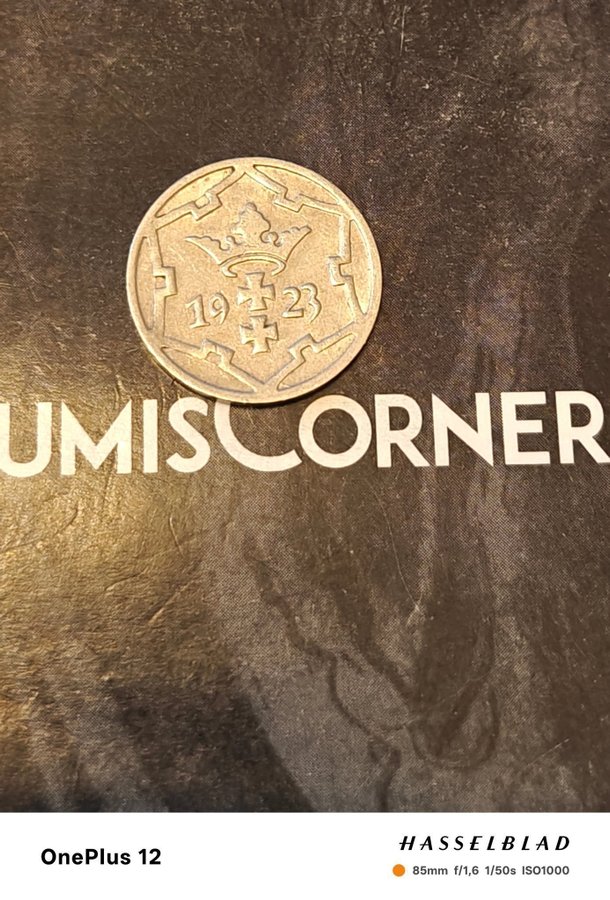 19 23
UMISCORNER
OnePlus 12
HASSELBLAD
85mm f/1,6 1/50s ISO1000